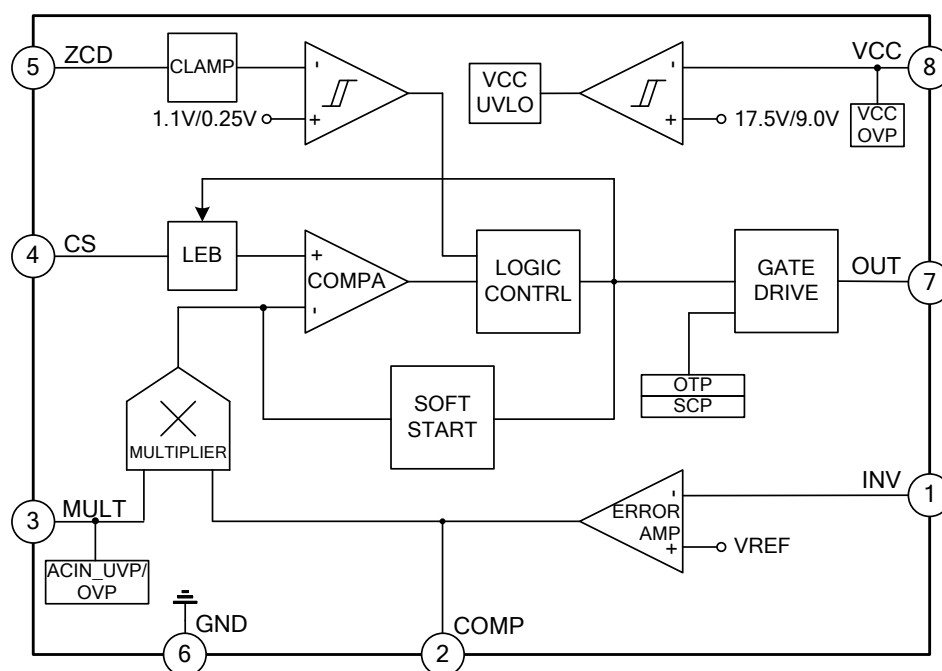 5 ZCD
CLAMP
-
+
1.1V/0.25V
VCC
UVLO
-
+
17.5V/9.0V
VCC
8
VCC
OVP
4 CS
LEB
+
COMPA
-
LOGIC
CONTRL
GATE
DRIVE
OUT
7
OTP
SCP
SOFT
START
MULTIPLIER
3 MULT
ACIN_UVP/
OVP
GND
6
COMP
2
ERROR
AMP
-
+
VREF
INV
1